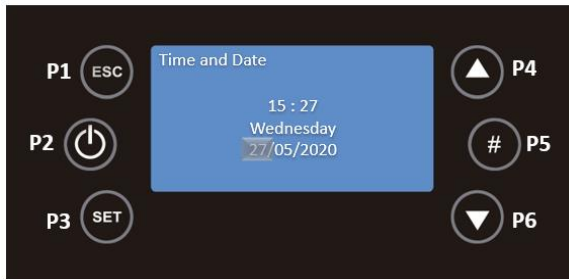 P1 ESC
P2
P3 SET
Time and Date
15 : 27
Wednesday
27/05/2020
P4
# P5
P6